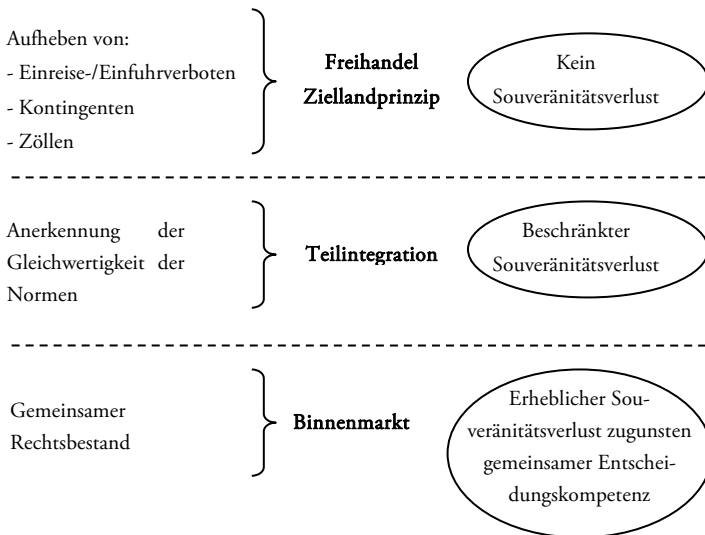 Aufheben von:
- Einreise-/Einfuhrverboten
- Kontingenten
- Zöllen
Freihandel
Ziellandprinzip
Kein
Souveränitätsverlust
Anerkennung der
Gleichwertigkeit der
Normen
Teilintegration
Beschränkter
Souveränitätsverlust
Gemeinsamer
Rechtsbestand
Binnenmarkt
Erheblicher Sou-
veränitätsverlust zugunsten
gemeinsamer Entschei-
dungskompetenz